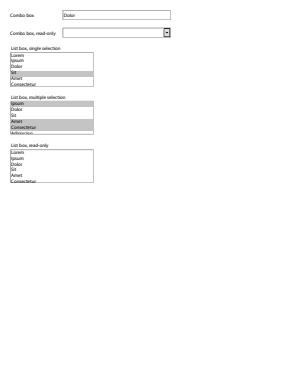 Combo box Dolor
Combo box, read-only
List box, single selection
Lorem
Ipsum
Dolor
Sit
Amet
Consectetur
List box, multiple selection
Ipsum
Dolor
Sit
Amet
Consectetur
Adipiscing
List box, read-only
Lorem
Ipsum
Dolor
Sit
Amet
Consectetur